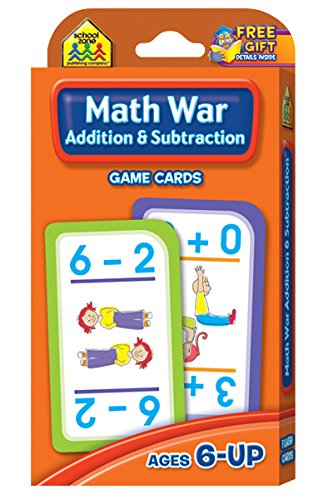 school
zone
publishing company
FREE
GIFT
DETAILS INSIDE
Math War
Addition & Subtraction
GAME CARDS
6 – 2
+ 0
6 – 2
3 +
AGES 6-UP
Math War Addition & Subtraction
FLASH
CARDS